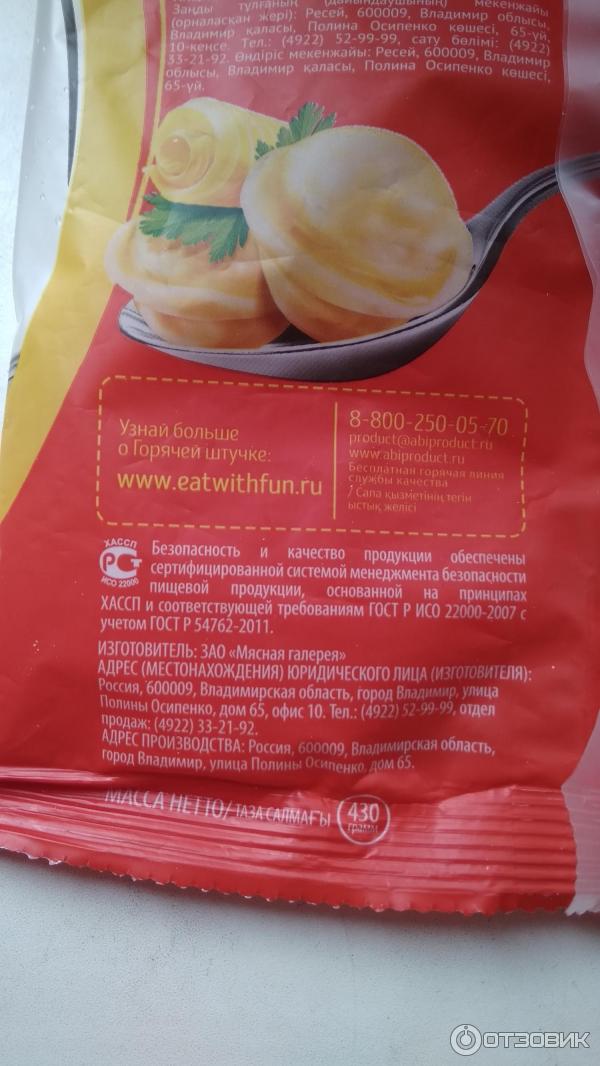 Заңды тұлғаның (дайындаушының) мекенжайы
(орналасқан жері): Ресей, 600009, Владимир облысы,
Владимир қаласы, Полина Осипенко көшесі, 65-үй,
10-кеңсе. Тел.: (4922) 52-99-99, сату бөлімі: (4922)
33-21-92. Өндіріс мекенжайы: Ресей, 600009, Владимир
облысы, Владимир қаласы, Полина Осипенко көшесі,
65-үй.
Узнай больше
о Горячей штучке:
www.eatwithfun.ru
8-800-250-05-70
product@abiproduct.ru
www.abiproduct.ru
Бесплатная горячая линия
службы качества
/ Сапа қызметінің тегін
ыстық желісі
ХАССП
РСТ
ИСО 22000
Безопасность и качество продукции обеспечены
сертифицированной системой менеджмента безопасности
пищевой продукции, основанной на принципах
ХАССП и соответствующей требованиям ГОСТ Р ИСО 22000-2007 с
учетом ГОСТ Р 54762-2011.
ИЗГОТОВИТЕЛЬ: ЗАО «Мясная галерея»
АДРЕС (МЕСТОНАХОЖДЕНИЯ) ЮРИДИЧЕСКОГО ЛИЦА (ИЗГОТОВИТЕЛЯ):
Россия, 600009, Владимирская область, город Владимир, улица
Полины Осипенко, дом 65, офис 10. Тел.: (4922) 52-99-99, отдел
продаж: (4922) 33-21-92.
АДРЕС ПРОИЗВОДСТВА: Россия, 600009, Владимирская область,
город Владимир, улица Полины Осипенко, дом 65.
МАССА НЕТТО/ТАЗА САЛМАҒЫ 430 грамм
ОТЗОВИК